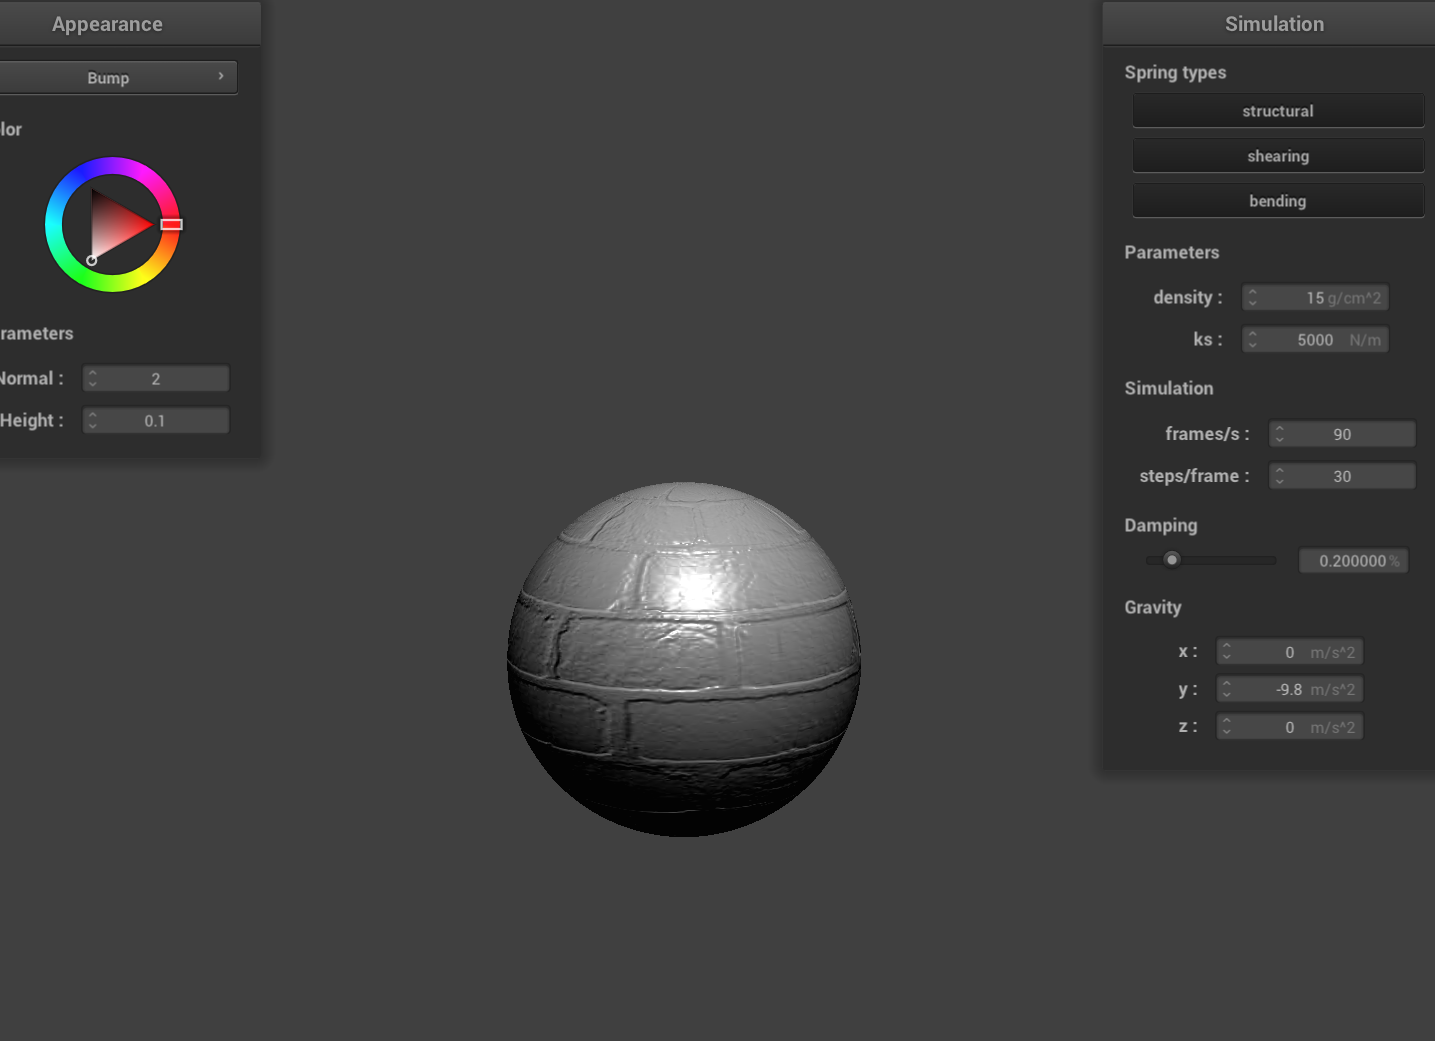 Appearance
Bump
lor
rameters
Normal :
2
Height :
0.1
Simulation
Spring types
structural
shearing
bending
Parameters
density :
15 g/cm^2
ks :
5000 N/m
Simulation
frames/s :
90
steps/frame :
30
Damping
0.200000 %
Gravity
x :
0 m/s^2
y :
-9.8 m/s^2
z :
0 m/s^2